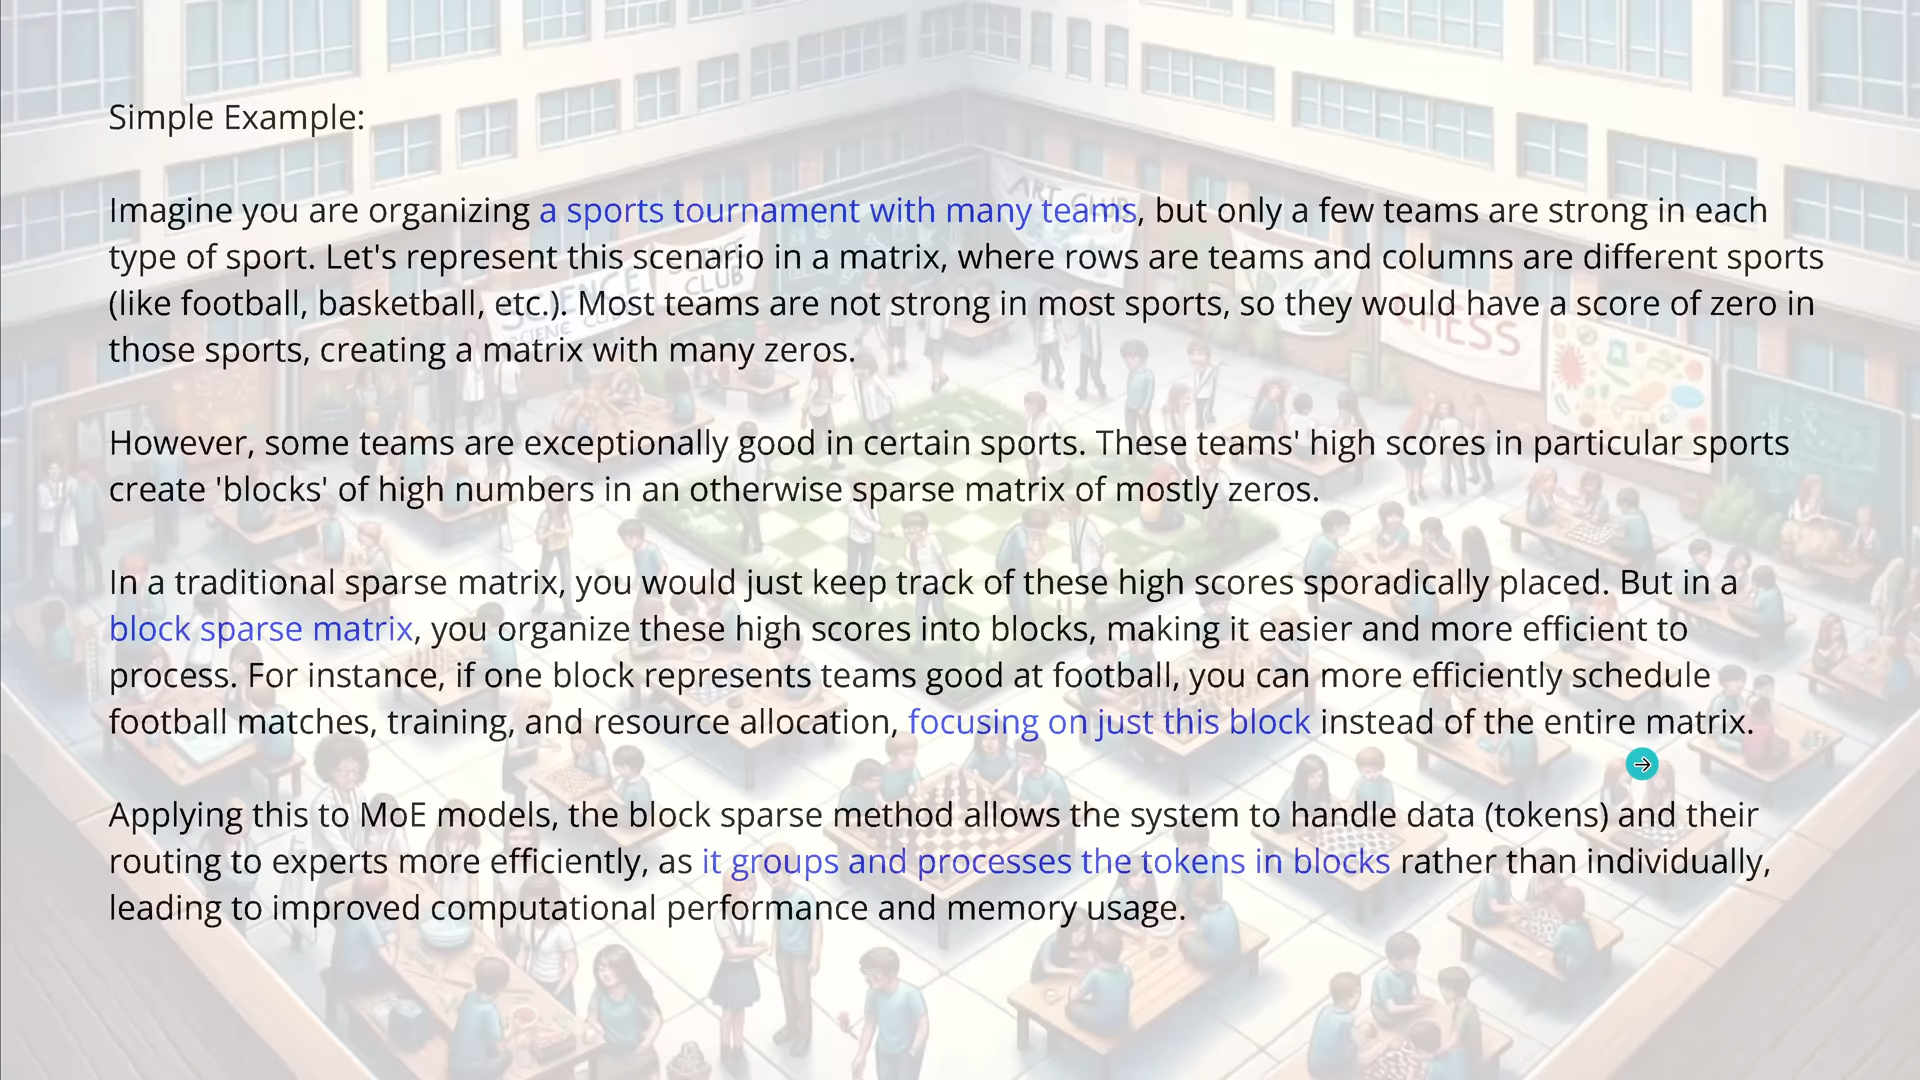 Simple Example:
Imagine you are organizing a sports tournament with many teams, but only a few teams are strong in each
type of sport. Let's represent this scenario in a matrix, where rows are teams and columns are different sports
(like football, basketball, etc.). Most teams are not strong in most sports, so they would have a score of zero in
those sports, creating a matrix with many zeros.
However, some teams are exceptionally good in certain sports. These teams' high scores in particular sports
create 'blocks' of high numbers in an otherwise sparse matrix of mostly zeros.
In a traditional sparse matrix, you would just keep track of these high scores sporadically placed. But in a
block sparse matrix, you organize these high scores into blocks, making it easier and more efficient to
process. For instance, if one block represents teams good at football, you can more efficiently schedule
football matches, training, and resource allocation, focusing on just this block instead of the entire matrix.
Applying this to MoE models, the block sparse method allows the system to handle data (tokens) and their
routing to experts more efficiently, as it groups and processes the tokens in blocks rather than individually,
leading to improved computational performance and memory usage.
ART CLUB
CLUB
CHESS